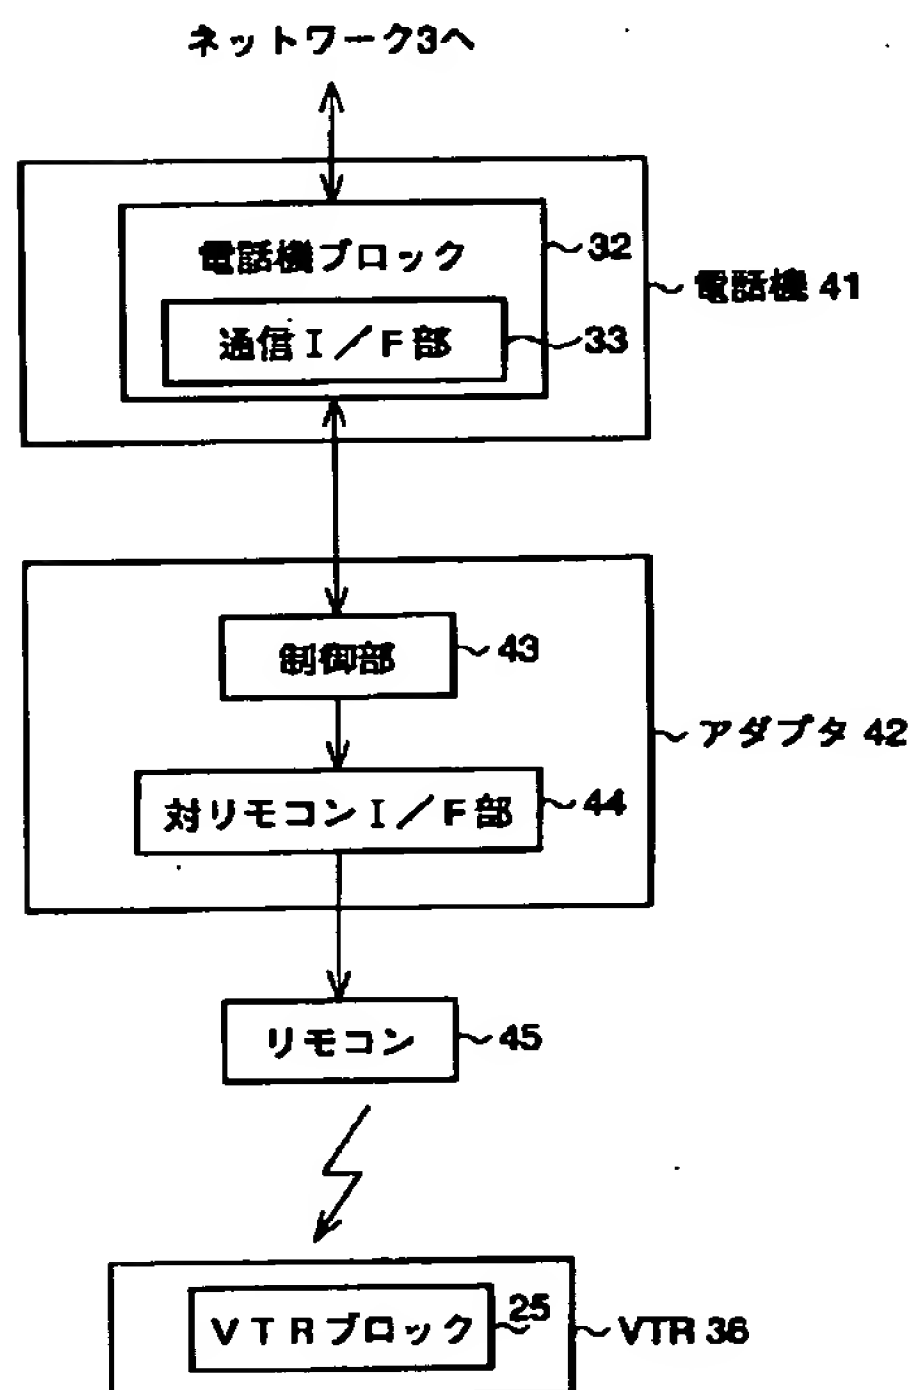 ネットワーク3へ
電話機ブロック
32
電話機 41
通信Ｉ／Ｆ部
33
制御部
43
アダプタ 42
対リモコンＩ／Ｆ部
44
リモコン
45
ＶＴＲブロック
25
VTR 36